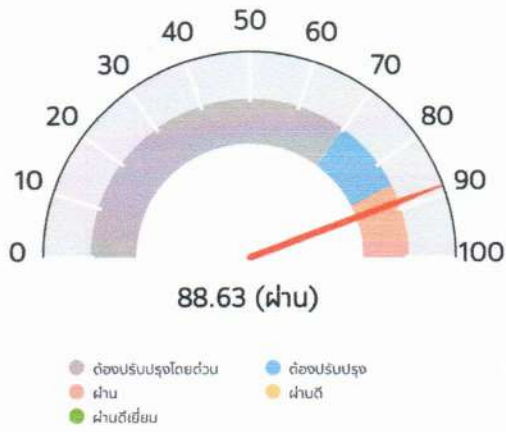 50
40 60
30 70
20 80
10 90
0 100
88.63 (ผ่าน)
ต้องปรับปรุงโดยด่วน ต้องปรับปรุง
ผ่าน ผ่านดี
ผ่านดีเยี่ยม